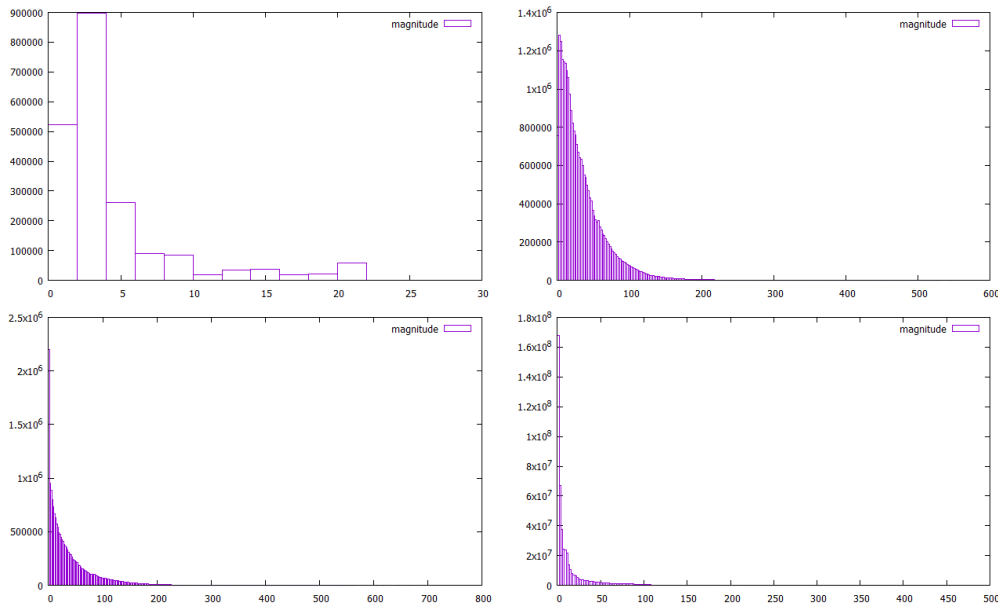 900000
800000
700000
600000
500000
400000
300000
200000
100000
0
0 5 10 15 20 25 30
magnitude
1.4x10^6
1.2x10^6
1x10^6
800000
600000
400000
200000
0
0 100 200 300 400 500 600
magnitude
2.5x10^6
2x10^6
1.5x10^6
1x10^6
500000
0
0 100 200 300 400 500 600 700 800
magnitude
1.8x10^8
1.6x10^8
1.4x10^8
1.2x10^8
1x10^8
8x10^7
6x10^7
4x10^7
2x10^7
0
0 50 100 150 200 250 300 350 400 450 500
magnitude